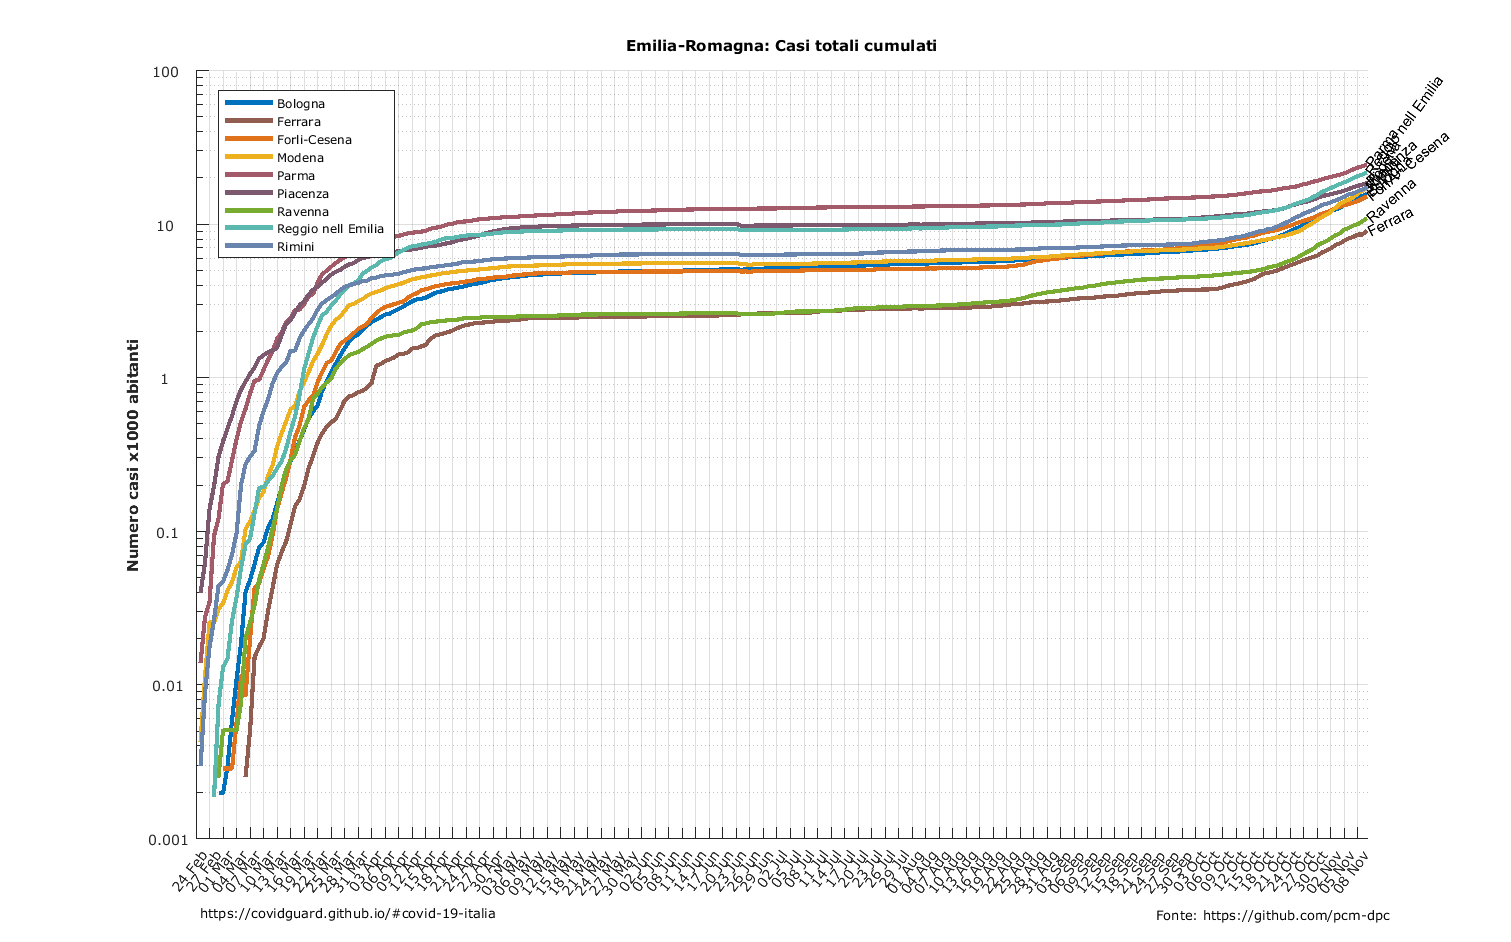 Emilia-Romagna: Casi totali cumulati
Numero casi x1000 abitanti
100
10
1
0.1
0.01
0.001
Bologna
Ferrara
Forli-Cesena
Modena
Parma
Piacenza
Ravenna
Reggio nell Emilia
Rimini
Parma
Reggio nell Emilia
Forli-Cesena
Ravenna
Ferrara
24 Feb
27 Feb
01 Mar
04 Mar
07 Mar
10 Mar
13 Mar
16 Mar
19 Mar
22 Mar
25 Mar
28 Mar
31 Mar
03 Apr
06 Apr
09 Apr
12 Apr
15 Apr
18 Apr
21 Apr
24 Apr
27 Apr
30 Apr
03 May
06 May
09 May
12 May
15 May
18 May
21 May
24 May
27 May
30 May
02 Jun
05 Jun
08 Jun
11 Jun
14 Jun
17 Jun
20 Jun
23 Jun
26 Jun
29 Jun
02 Jul
05 Jul
08 Jul
11 Jul
14 Jul
17 Jul
20 Jul
23 Jul
26 Jul
29 Jul
01 Aug
04 Aug
07 Aug
10 Aug
13 Aug
16 Aug
19 Aug
22 Aug
25 Aug
28 Aug
31 Aug
03 Sep
06 Sep
09 Sep
12 Sep
15 Sep
18 Sep
21 Sep
24 Sep
27 Sep
30 Sep
03 Oct
06 Oct
09 Oct
12 Oct
15 Oct
18 Oct
21 Oct
24 Oct
27 Oct
30 Oct
02 Nov
05 Nov
08 Nov
https://covidguard.github.io/#covid-19-italia
Fonte: https://github.com/pcm-dpc